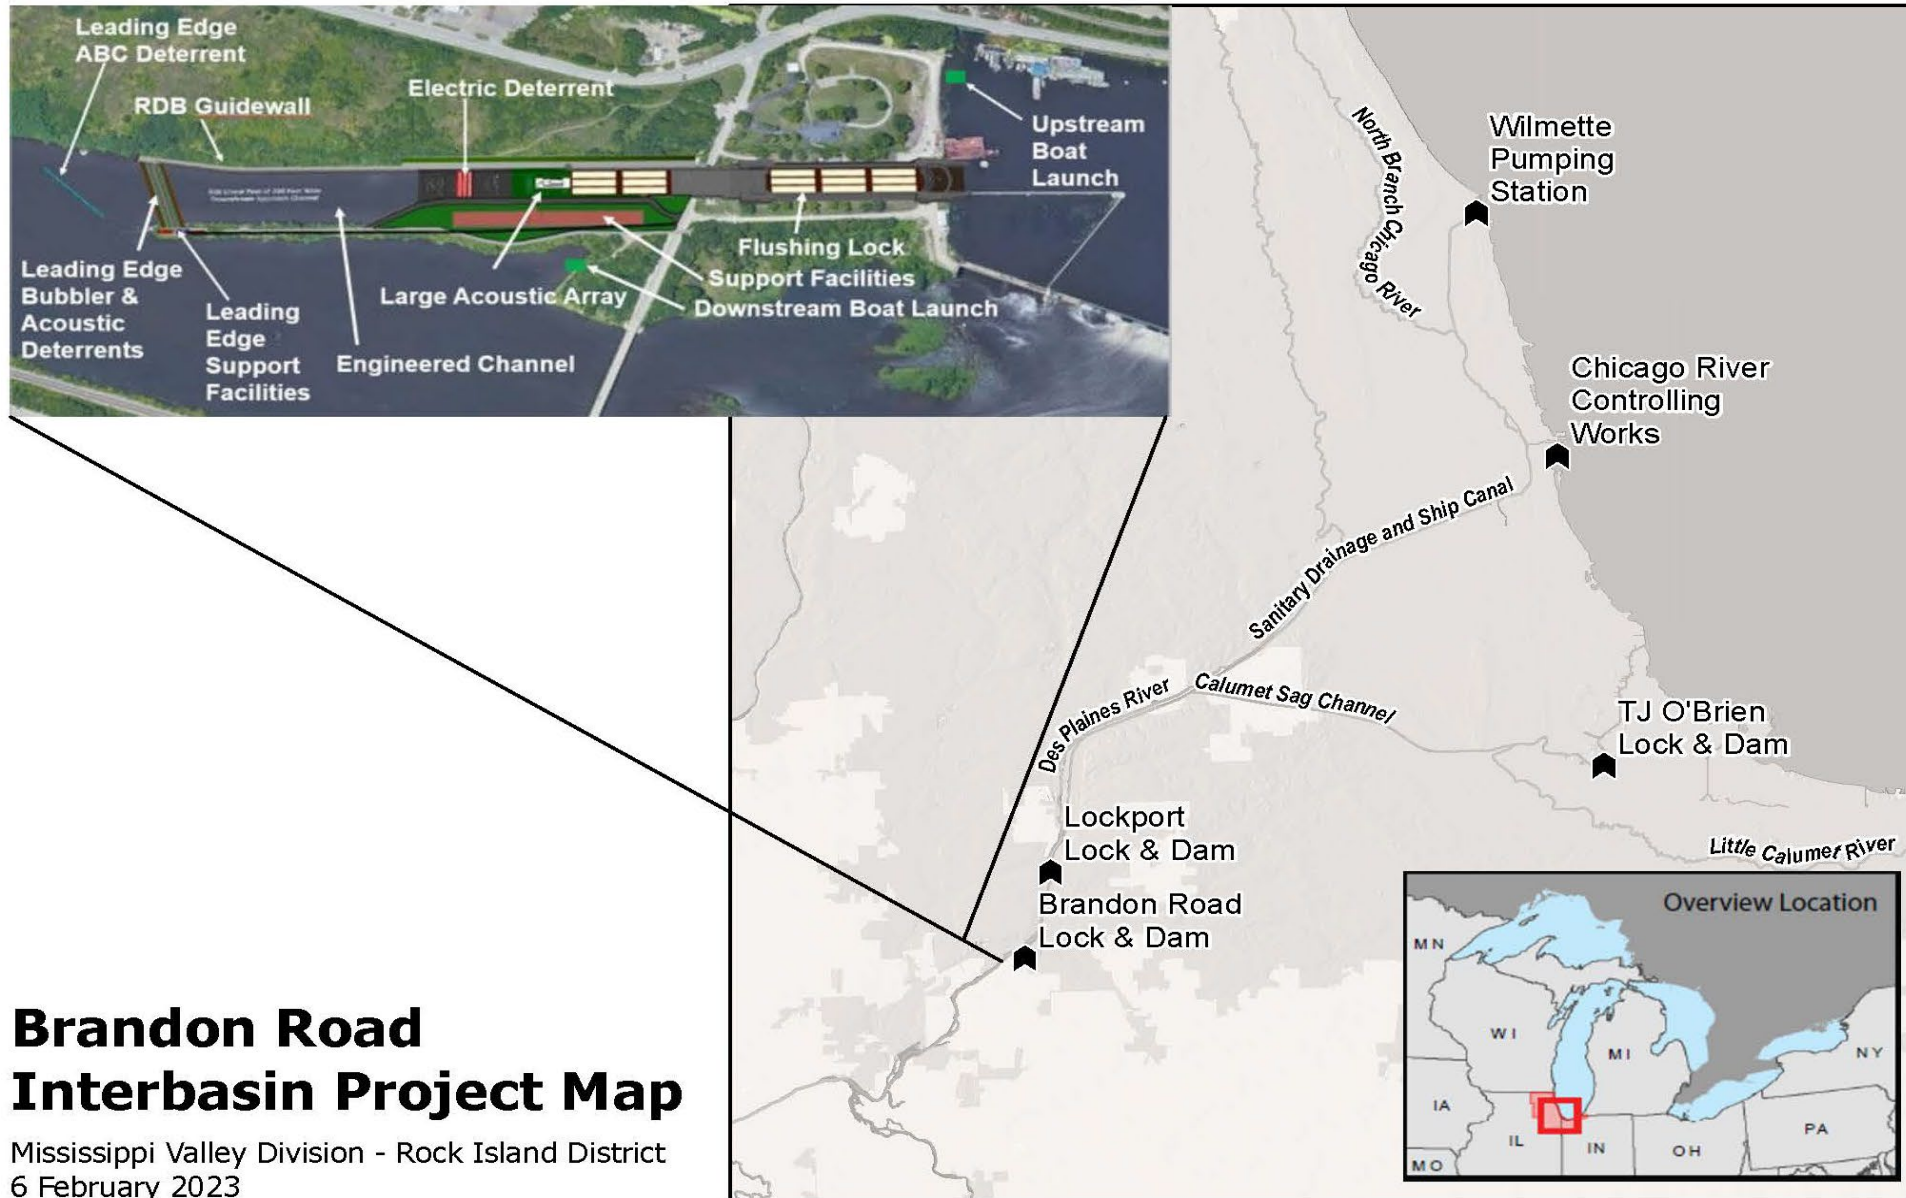 Leading Edge
ABC Deterrent
RDB Guidewall
Electric Deterrent
Upstream
Boat
Launch
Leading Edge
Bubbler &
Acoustic
Deterrents
Leading
Edge
Support
Facilities
Engineered Channel
Large Acoustic Array
Flushing Lock
Support Facilities
Downstream Boat Launch
North Branch Chicago River
Wilmette
Pumping
Station
Chicago River
Controlling
Works
Sanitary Drainage and Ship Canal
Des Plaines River
Calumet Sag Channel
TJ O'Brien
Lock & Dam
Little Calumet River
Lockport
Lock & Dam
Brandon Road
Lock & Dam
Overview Location
MN
WI
MI
NY
IA
IL
IN
OH
PA
MO
Brandon Road
Interbasin Project Map
Mississippi Valley Division - Rock Island District
6 February 2023